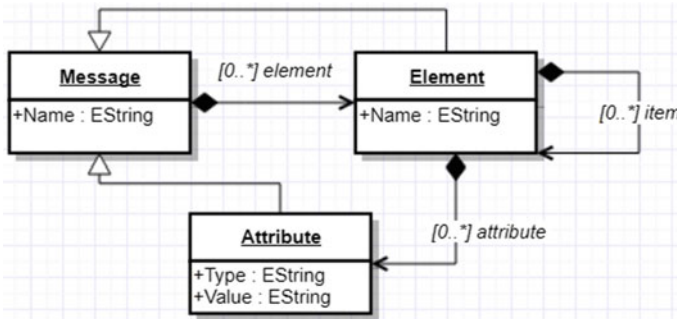 Message
+Name : EString
[0..*] element
Element
+Name : EString
[0..*] item
[0..*] attribute
Attribute
+Type : EString
+Value : EString